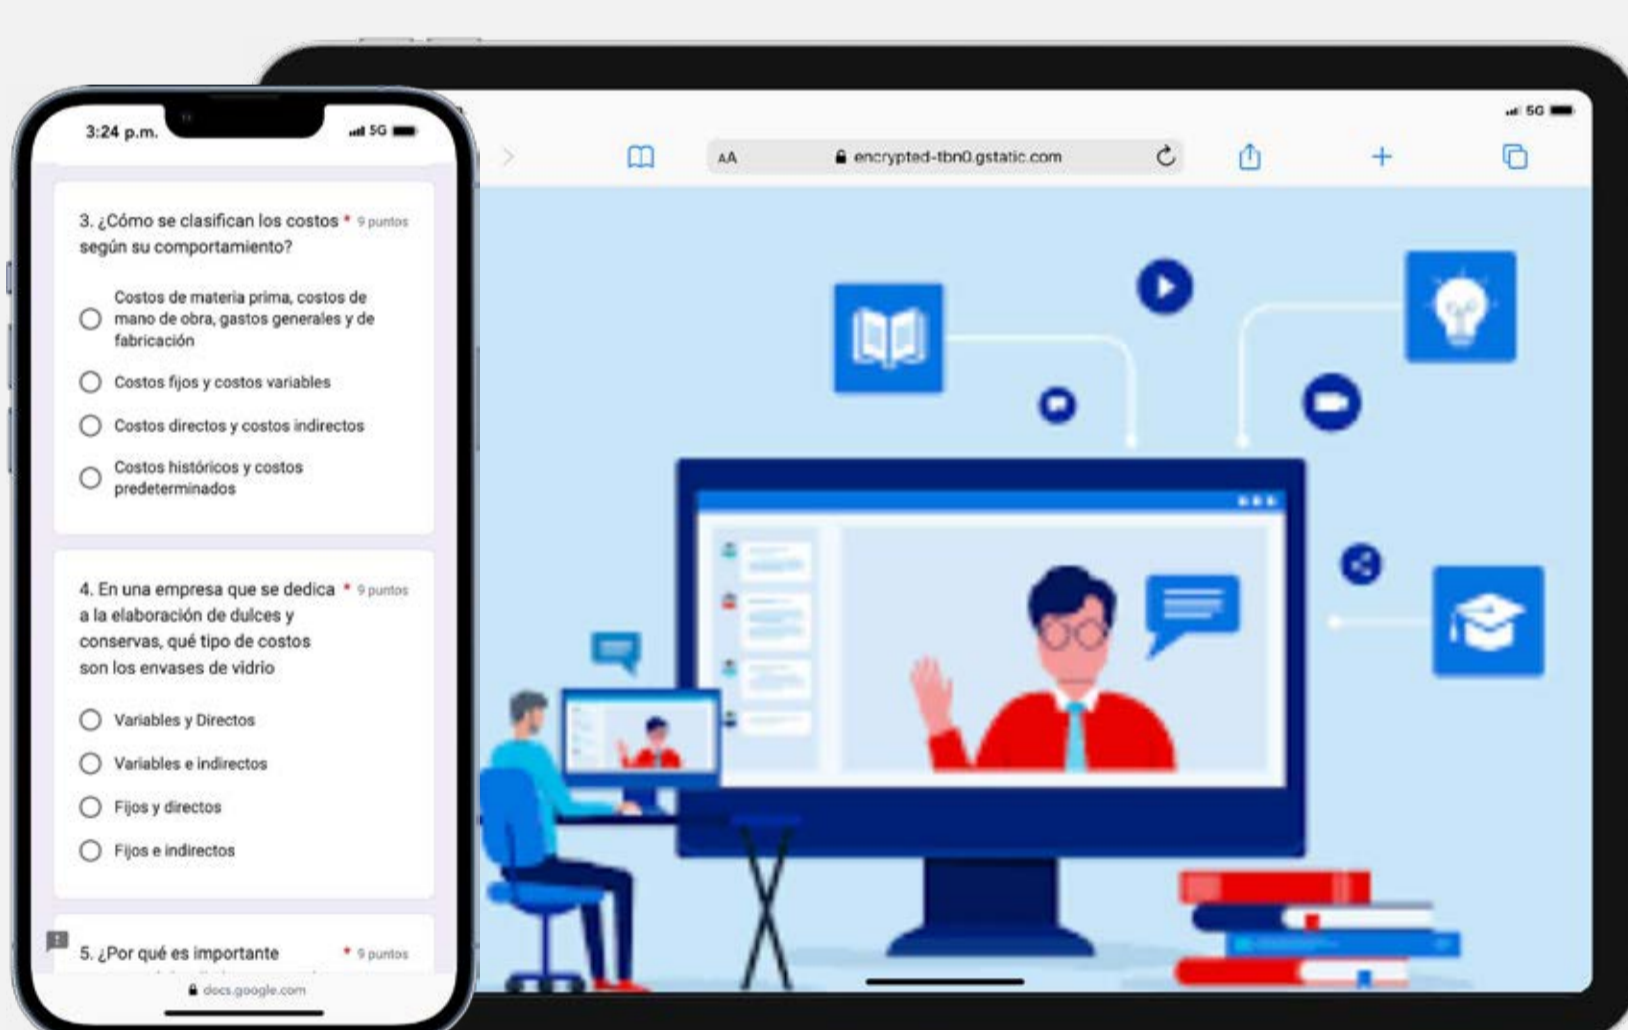 3:24 p.m.
5G
3. ¿Cómo se clasifican los costos * 9 puntos
según su comportamiento?
Costos de materia prima, costos de
mano de obra, gastos generales y de
fabricación
Costos fijos y costos variables
Costos directos y costos indirectos
Costos históricos y costos
predeterminados
4. En una empresa que se dedica * 9 puntos
a la elaboración de dulces y
conservas, qué tipo de costos
son los envases de vidrio
Variables y Directos
Variables e indirectos
Fijos y directos
Fijos e indirectos
5. ¿Por qué es importante * 9 puntos
docs.google.com
5G
AA encrypted-tbn0.gstatic.com